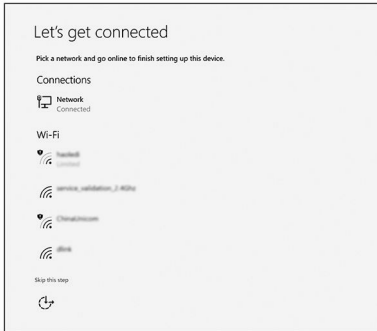 Let's get connected
Pick a network and go online to finish setting up this device.
Connections
Network
Connected
Wi-Fi
Limited
service_validation_2.4Ghz
ChinaUnicom
dlink
Skip this step